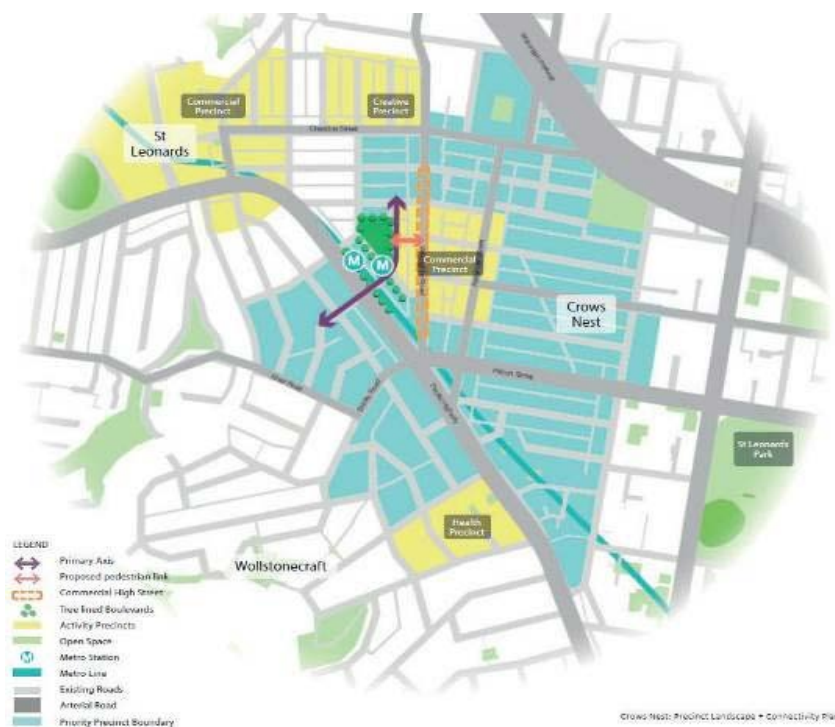 Commercial
Precinct
Creative
Precinct
St
Leonards
Commercial
Precinct
Crows
Nest
St Leonards
Park
Health
Precinct
Wollstonecraft
LEGEND
Primary Axis
Proposed pedestrian link
Commercial High Street
Tree lined Boulevards
Activity Precincts
Open Space
M
Metro Station
Metro Line
Existing Roads
Arterial Road
Priority Precinct Boundary
M
M
Crows Nest: Precinct Landscape + Connectivity